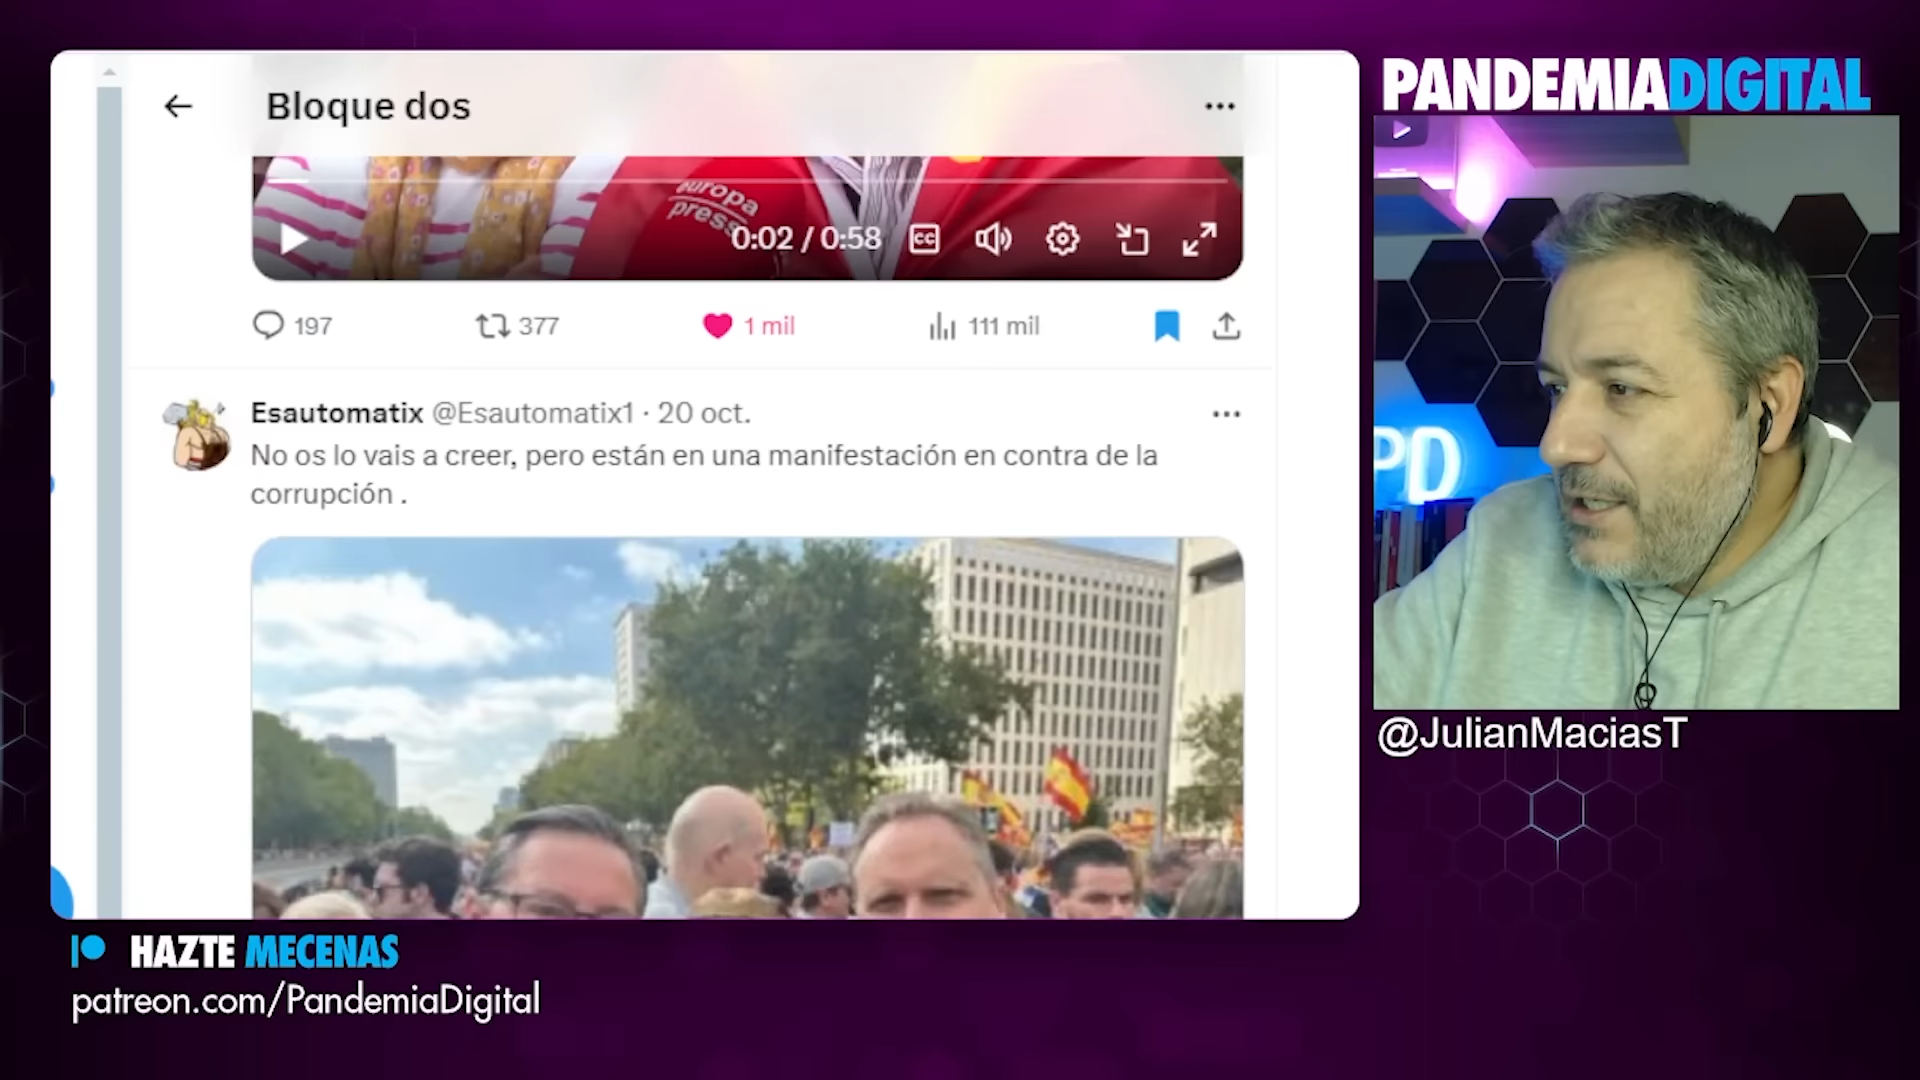 Bloque dos
europa
press
0:02 / 0:58
CC
197
377
1 mil
111 mil
Esautomatix @Esautomatix1 · 20 oct.
No os lo vais a creer, pero están en una manifestación en contra de la
corrupción .
PANDEMIADIGITAL
PD
@JulianMaciasT
HAZTE MECENAS
patreon.com/PandemiaDigital